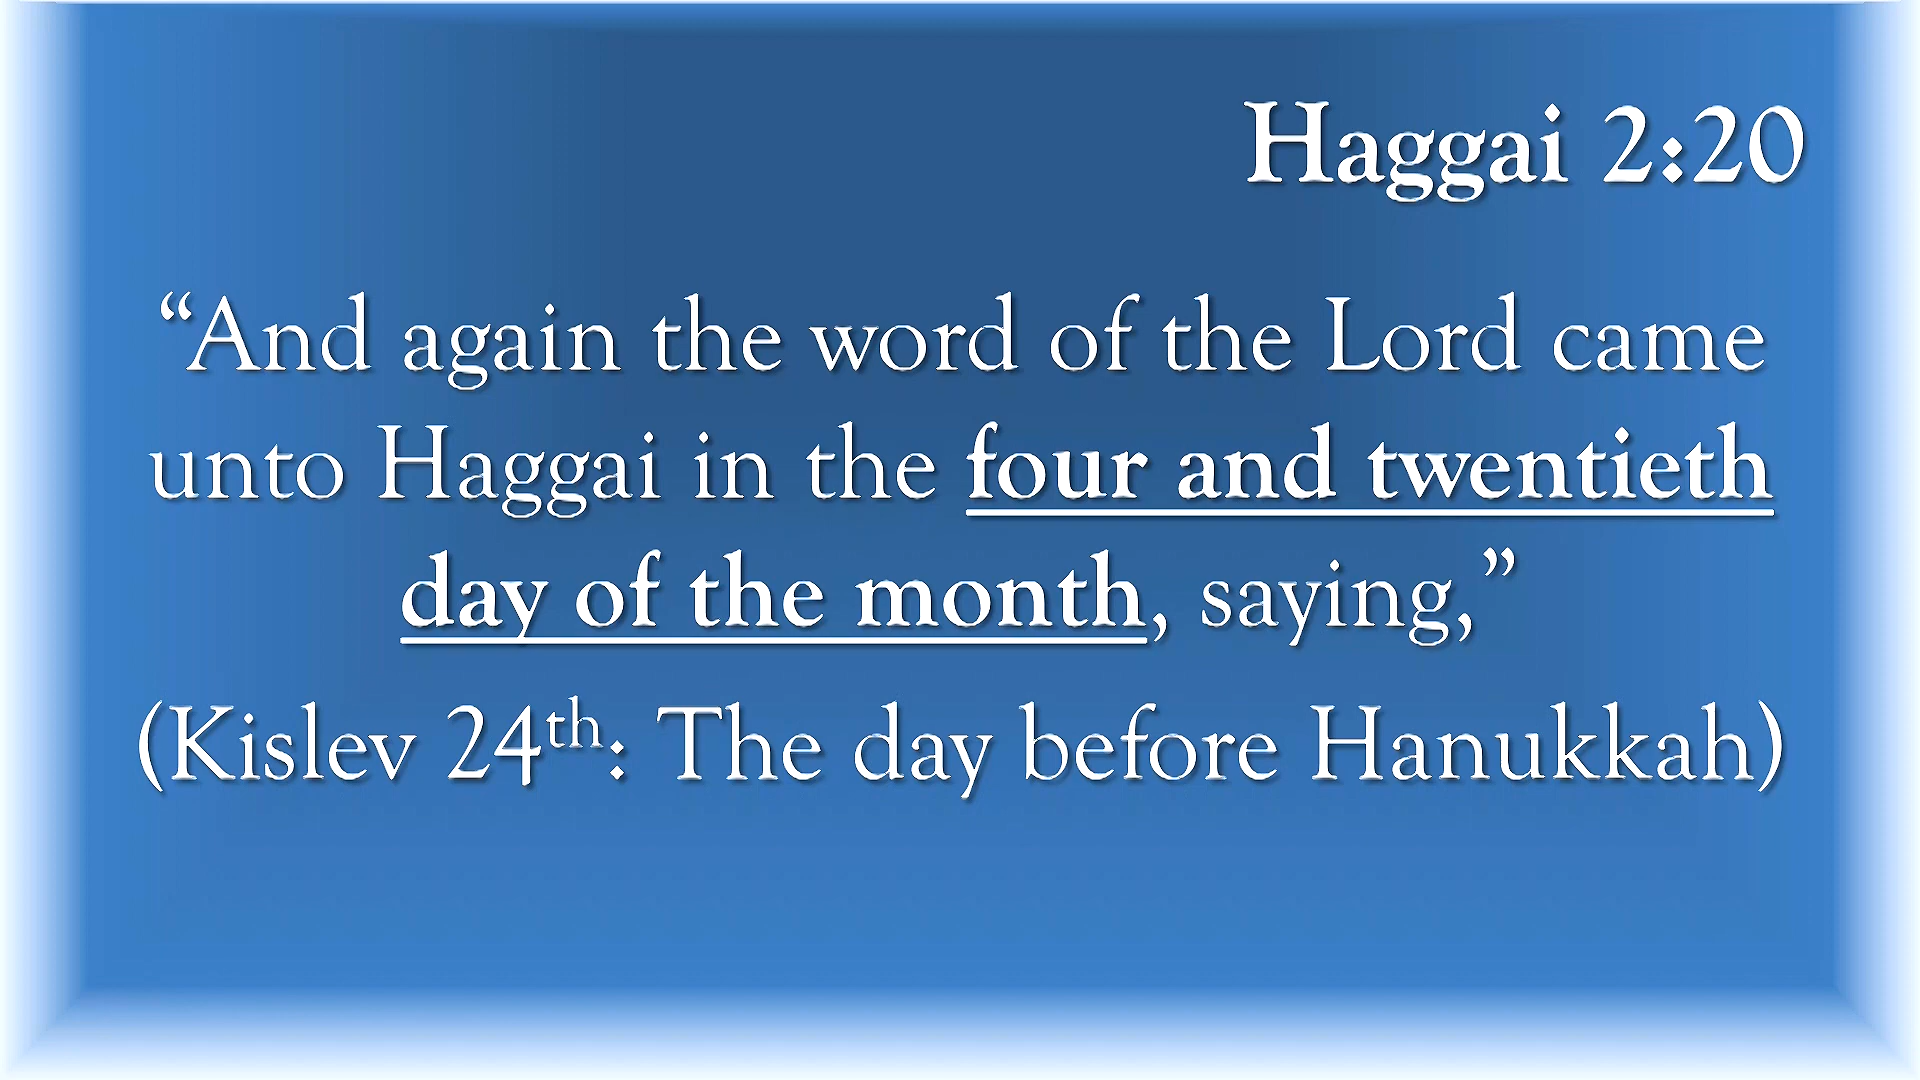 Haggai 2:20
“And again the word of the Lord came
unto Haggai in the four and twentieth
day of the month, saying,”
(Kislev 24th: The day before Hanukkah)